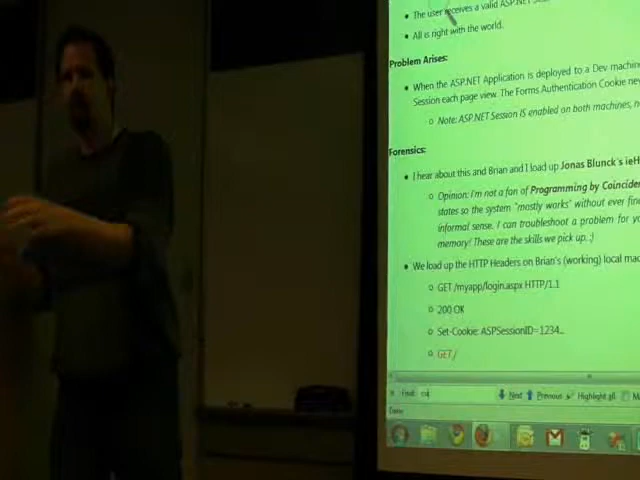 The user receives a valid ASP.NET
All is right with the world.
Problem Arises:
When the ASP.NET Application is deployed to a Dev
Session each page view. The Forms Authentication Cookie
Note: ASP.NET Session IS enabled on both machines,
Forensics:
I hear about this and Brian and I load up Jonas Blunck's
Opinion: I'm not a fan of Programming by
states so the system "mostly works" without ever
informal sense. I can troubleshoot a problem for
memory! These are the skills we pick up. ;)
We load up the HTTP Headers on Brian's (working) local
GET /myapp/login.aspx HTTP/1.1
200 OK
Set-Cookie: ASPSessionID=1234...
GET /
Find: Next Previous Highlight all
Done